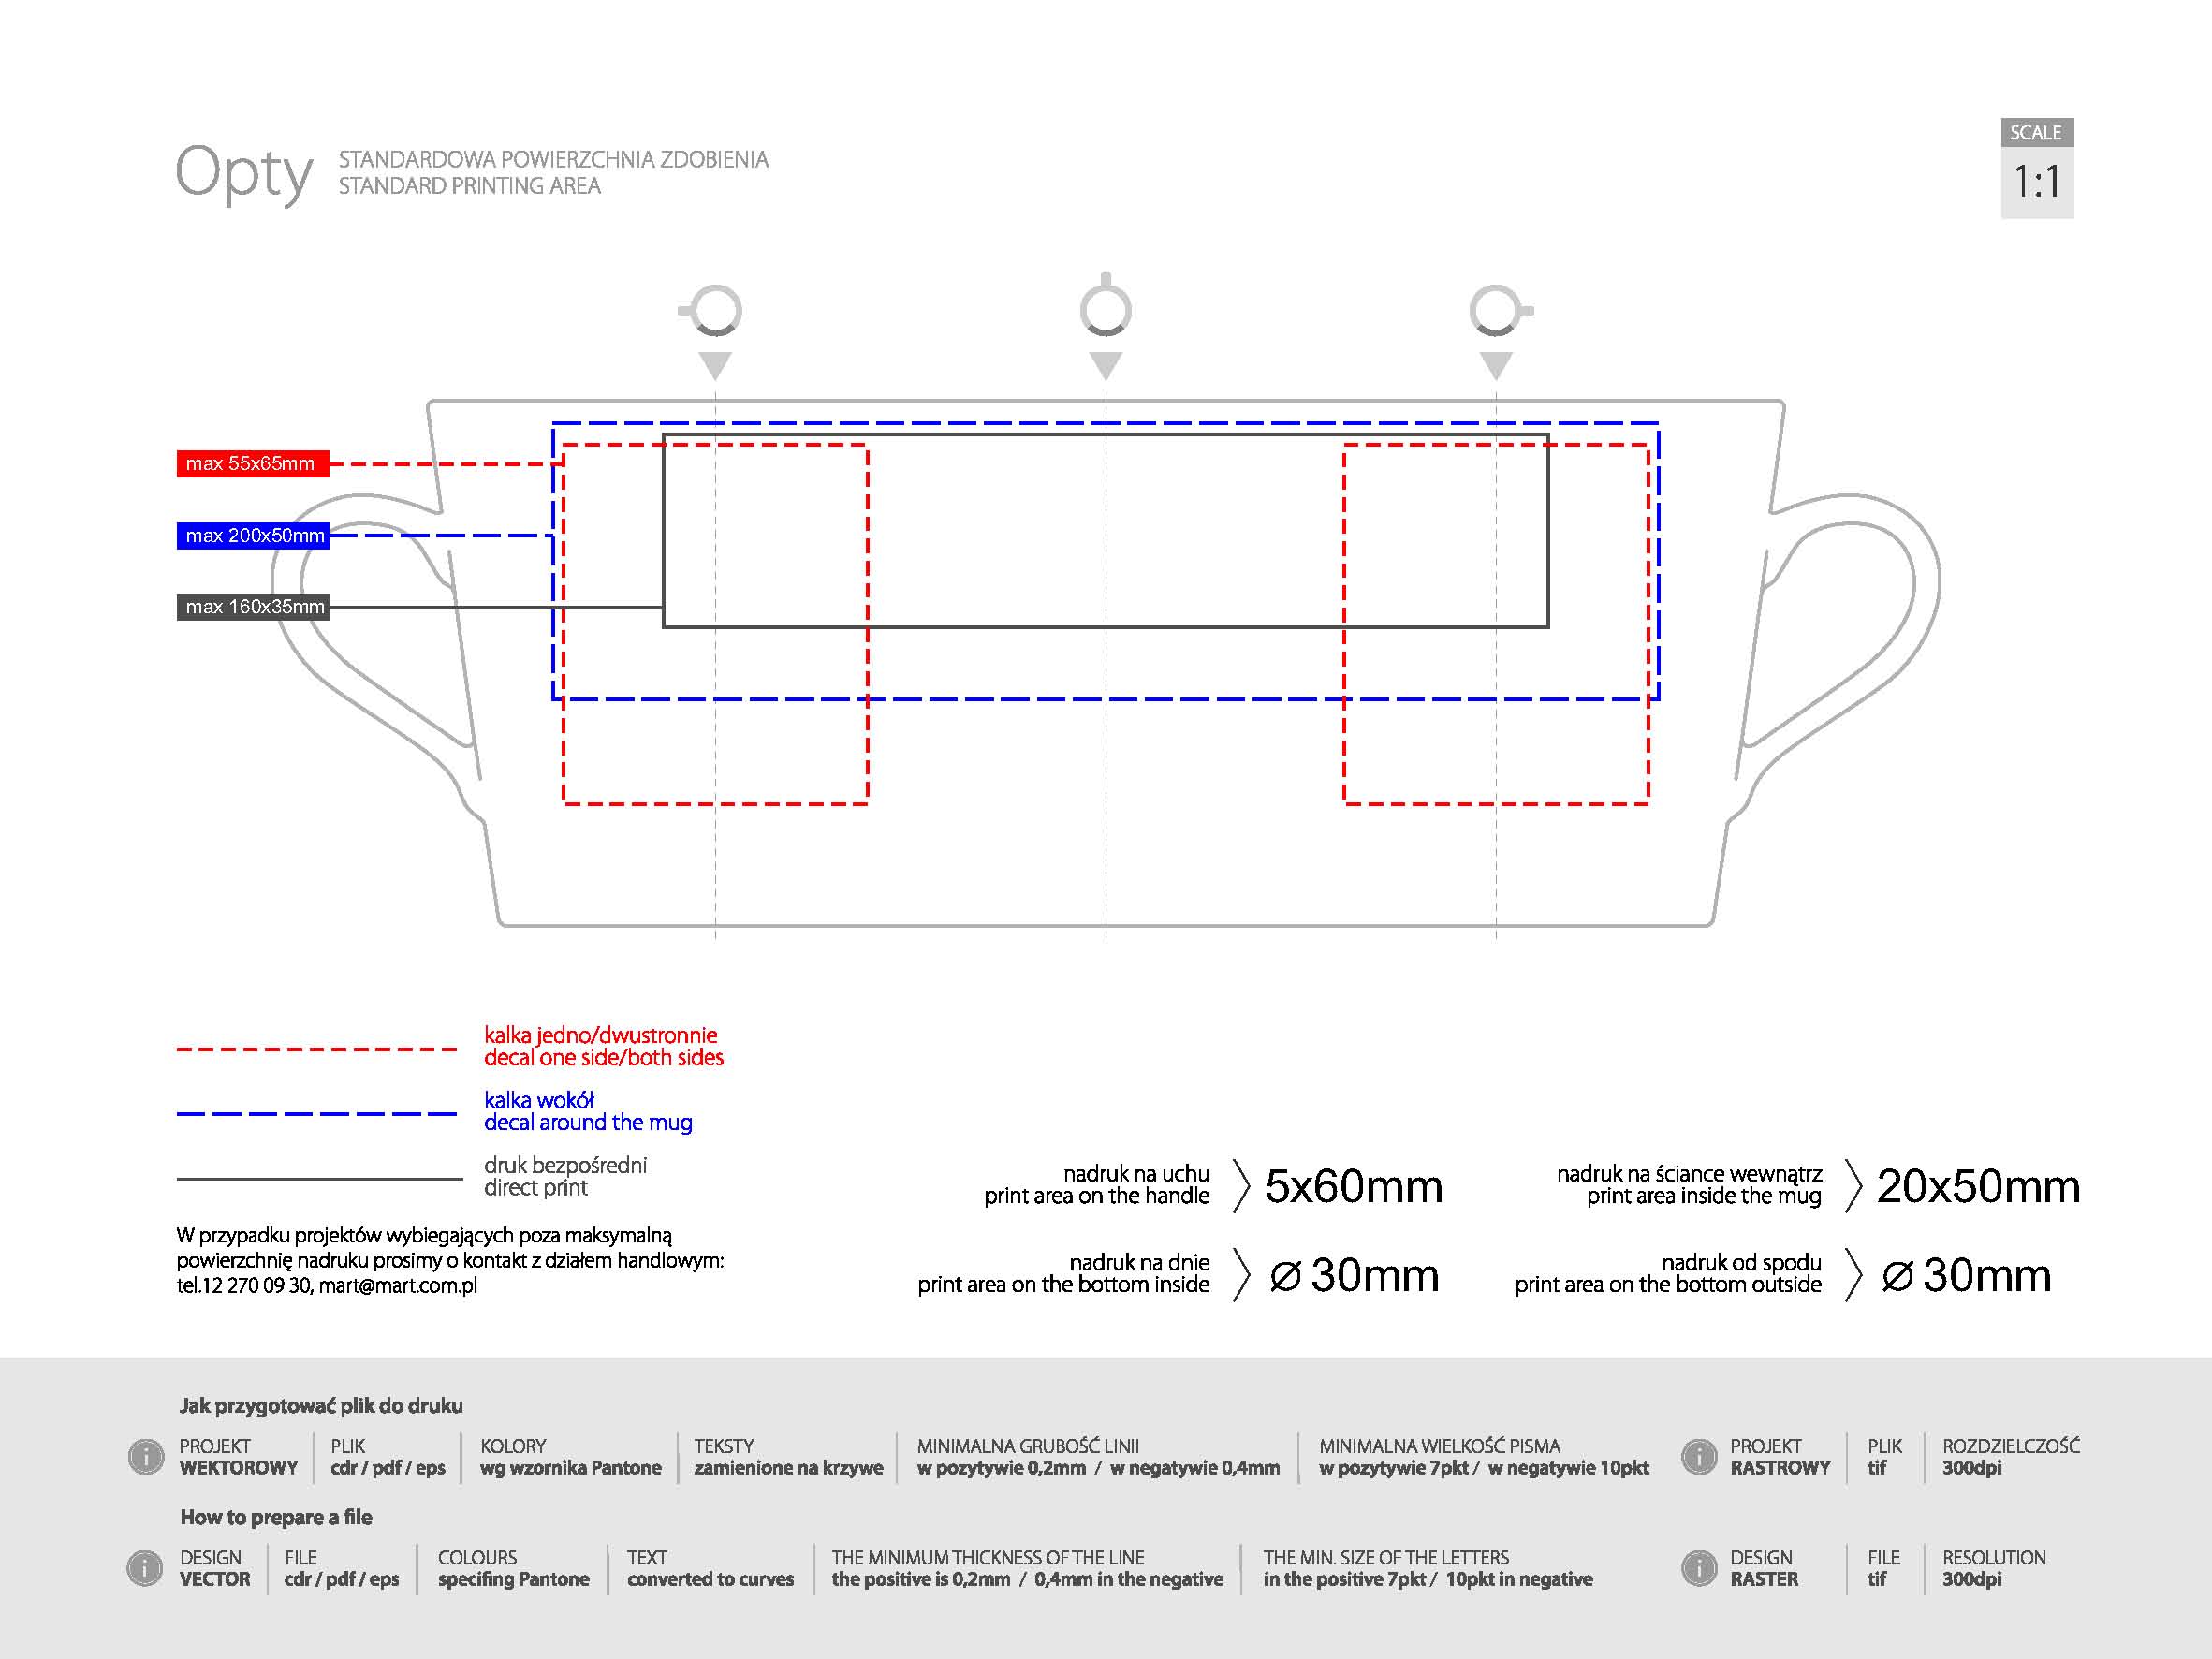 Opty
STANDARDOWA POWIERZCHNIA ZDOBIENIA
STANDARD PRINTING AREA
SCALE
1:1
max 55x65mm
max 200x50mm
max 160x35mm
kalka jedno/dwustronnie
decal one side/both sides
kalka wokół
decal around the mug
druk bezpośredni
direct print
W przypadku projektów wybiegających poza maksymalną
powierzchnię nadruku prosimy o kontakt z działem handlowym:
tel.12 270 09 30, mart@mart.com.pl
nadruk na uchu
print area on the handle
5x60mm
nadruk na ściance wewnątrz
print area inside the mug
20x50mm
nadruk na dnie
print area on the bottom inside
⌀ 30mm
nadruk od spodu
print area on the bottom outside
⌀ 30mm
Jak przygotować plik do druku
i
PROJEKT
WEKTOROWY
PLIK
cdr / pdf / eps
KOLORY
wg wzornika Pantone
TEKSTY
zamienione na krzywe
MINIMALNA GRUBOŚĆ LINII
w pozytywie 0,2mm / w negatywie 0,4mm
MINIMALNA WIELKOŚĆ PISMA
w pozytywie 7pkt / w negatywie 10pkt
i
PROJEKT
RASTROWY
PLIK
tif
ROZDZIELCZOŚĆ
300dpi
How to prepare a file
i
DESIGN
VECTOR
FILE
cdr / pdf / eps
COLOURS
specifing Pantone
TEXT
converted to curves
THE MINIMUM THICKNESS OF THE LINE
the positive is 0,2mm / 0,4mm in the negative
THE MIN. SIZE OF THE LETTERS
in the positive 7pkt / 10pkt in negative
i
DESIGN
RASTER
FILE
tif
RESOLUTION
300dpi